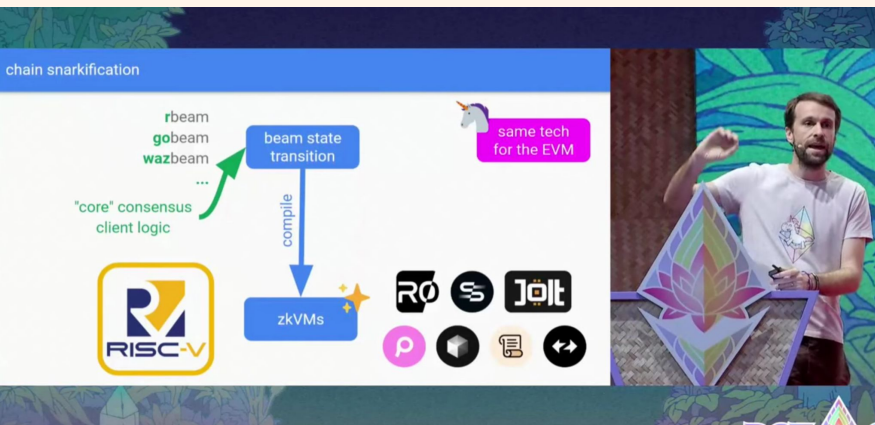 chain snarkification
rbeam
gobeam
wazbeam
...
"core" consensus
client logic
beam state
transition
same tech
for the EVM
compile
zkVMs
RISC-V
RØ
Jolt